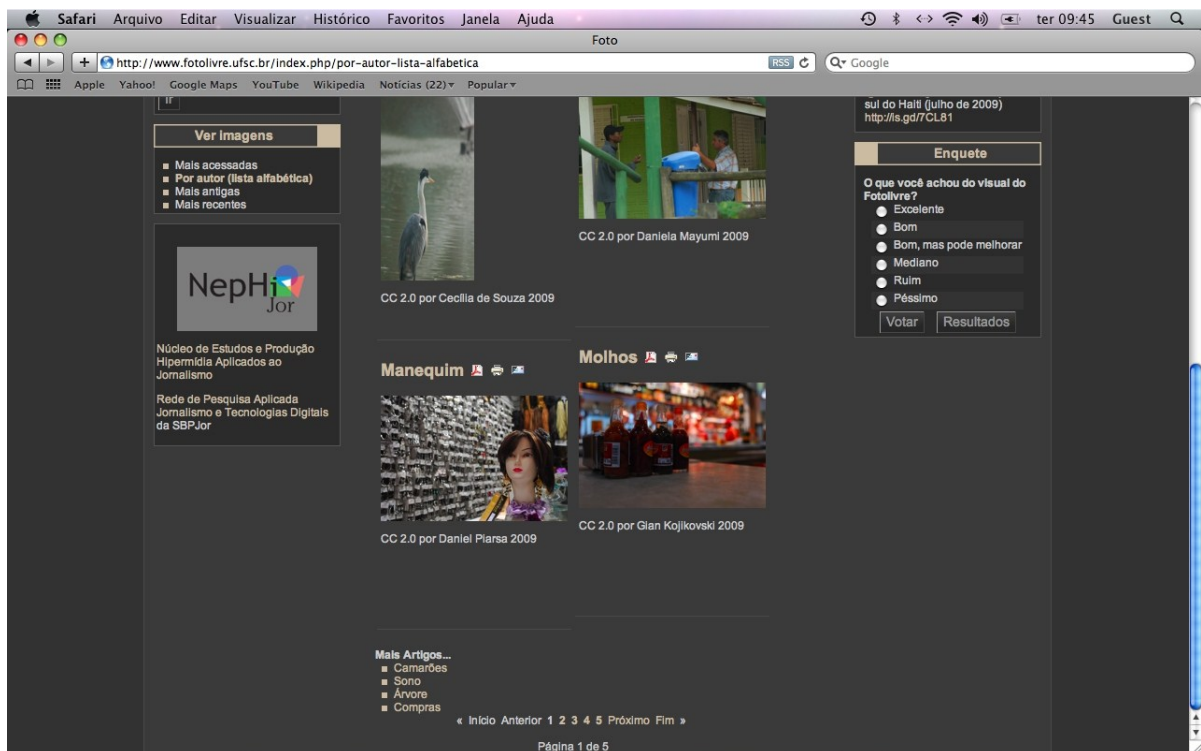 Safari Arquivo Editar Visualizar Histórico Favoritos Janela Ajuda
ter 09:45 Guest
Foto
http://www.fotolivre.ufsc.br/index.php/por-autor-lista-alfabetica
RSS
Google
Apple Yahoo! Google Maps YouTube Wikipedia Notícias (22) Popular
Ir
Ver imagens
Mais acessadas
Por autor (lista alfabética)
Mais antigas
Mais recentes
NepHi
Jor
Núcleo de Estudos e Produção
Hipermídia Aplicados ao
Jornalismo
Rede de Pesquisa Aplicada
Jornalismo e Tecnologias Digitais
da SBPJor
CC 2.0 por Cecília de Souza 2009
CC 2.0 por Daniela Mayumi 2009
Manequim
CC 2.0 por Daniel Piarsa 2009
Molhos
CC 2.0 por Gian Kojikovski 2009
Mais Artigos...
Camarões
Sono
Árvore
Compras
« Início Anterior 1 2 3 4 5 Próximo Fim »
Página 1 de 5
sul do Haiti (julho de 2009)
http://is.gd/7CL81
Enquete
O que você achou do visual do
Fotolivre?
Excelente
Bom
Bom, mas pode melhorar
Mediano
Ruim
Péssimo
Votar Resultados